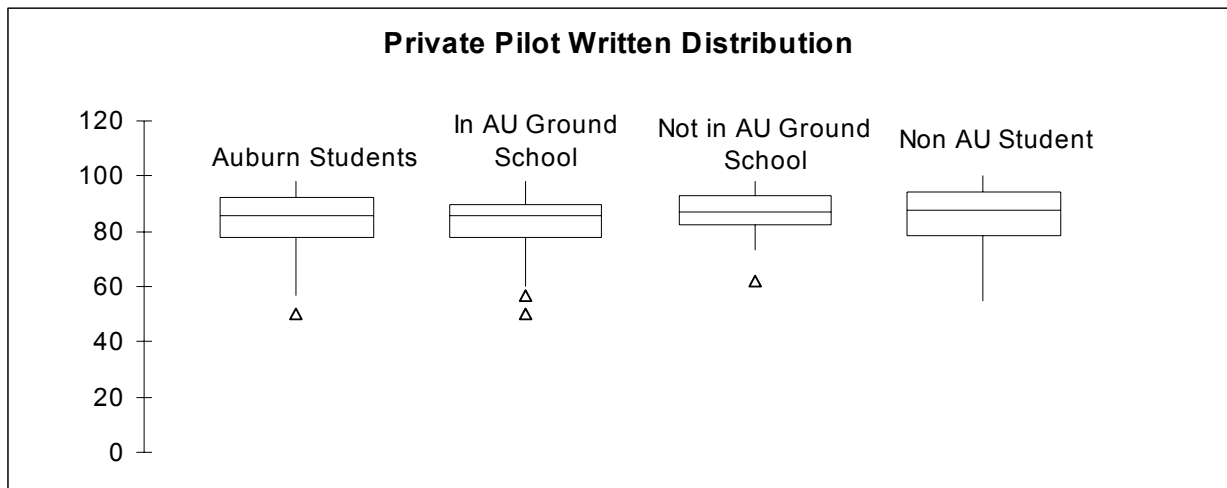 Private Pilot Written Distribution
120
100
80
60
40
20
0
Auburn Students
In AU Ground
School
Not in AU Ground
School
Non AU Student